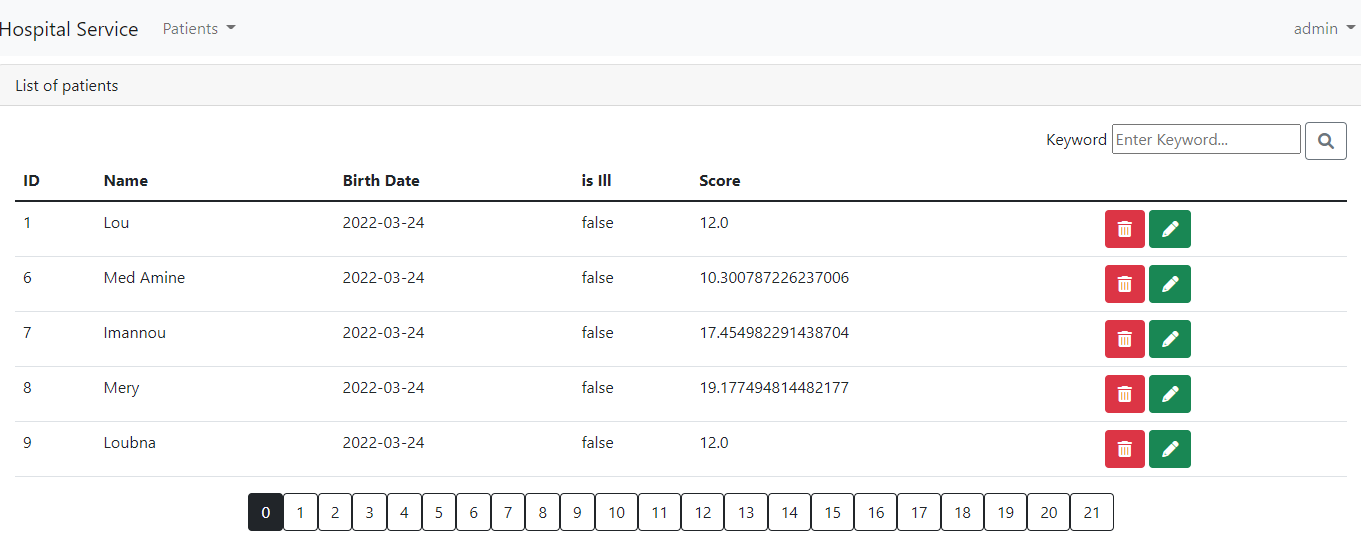 Hospital Service Patients admin
List of patients
Keyword Enter Keyword...
ID Name Birth Date is Ill Score
1 Lou 2022-03-24 false 12.0
6 Med Amine 2022-03-24 false 10.300787226237006
7 Imannou 2022-03-24 false 17.454982291438704
8 Mery 2022-03-24 false 19.177494814482177
9 Loubna 2022-03-24 false 12.0
0 1 2 3 4 5 6 7 8 9 10 11 12 13 14 15 16 17 18 19 20 21